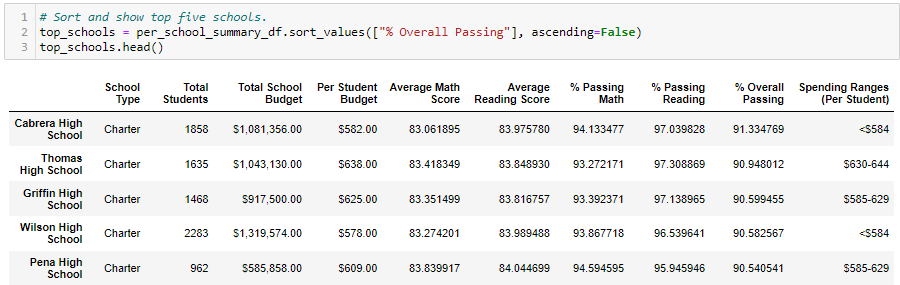 1 # Sort and show top five schools.
2 top_schools = per_school_summary_df.sort_values(["% Overall Passing"], ascending=False)
3 top_schools.head()
School Type Total Students Total School Budget Per Student Budget Average Math Score Average Reading Score % Passing Math % Passing Reading % Overall Passing Spending Ranges (Per Student)
Cabrera High School Charter 1858 $1,081,356.00 $582.00 83.061895 83.975780 94.133477 97.039828 91.334769 <$584
Thomas High School Charter 1635 $1,043,130.00 $638.00 83.418349 83.848930 93.272171 97.308869 90.948012 $630-644
Griffin High School Charter 1468 $917,500.00 $625.00 83.351499 83.816757 93.392371 97.138965 90.599455 $585-629
Wilson High School Charter 2283 $1,319,574.00 $578.00 83.274201 83.989488 93.867718 96.539641 90.582567 <$584
Pena High School Charter 962 $585,858.00 $609.00 83.839917 84.044699 94.594595 95.945946 90.540541 $585-629